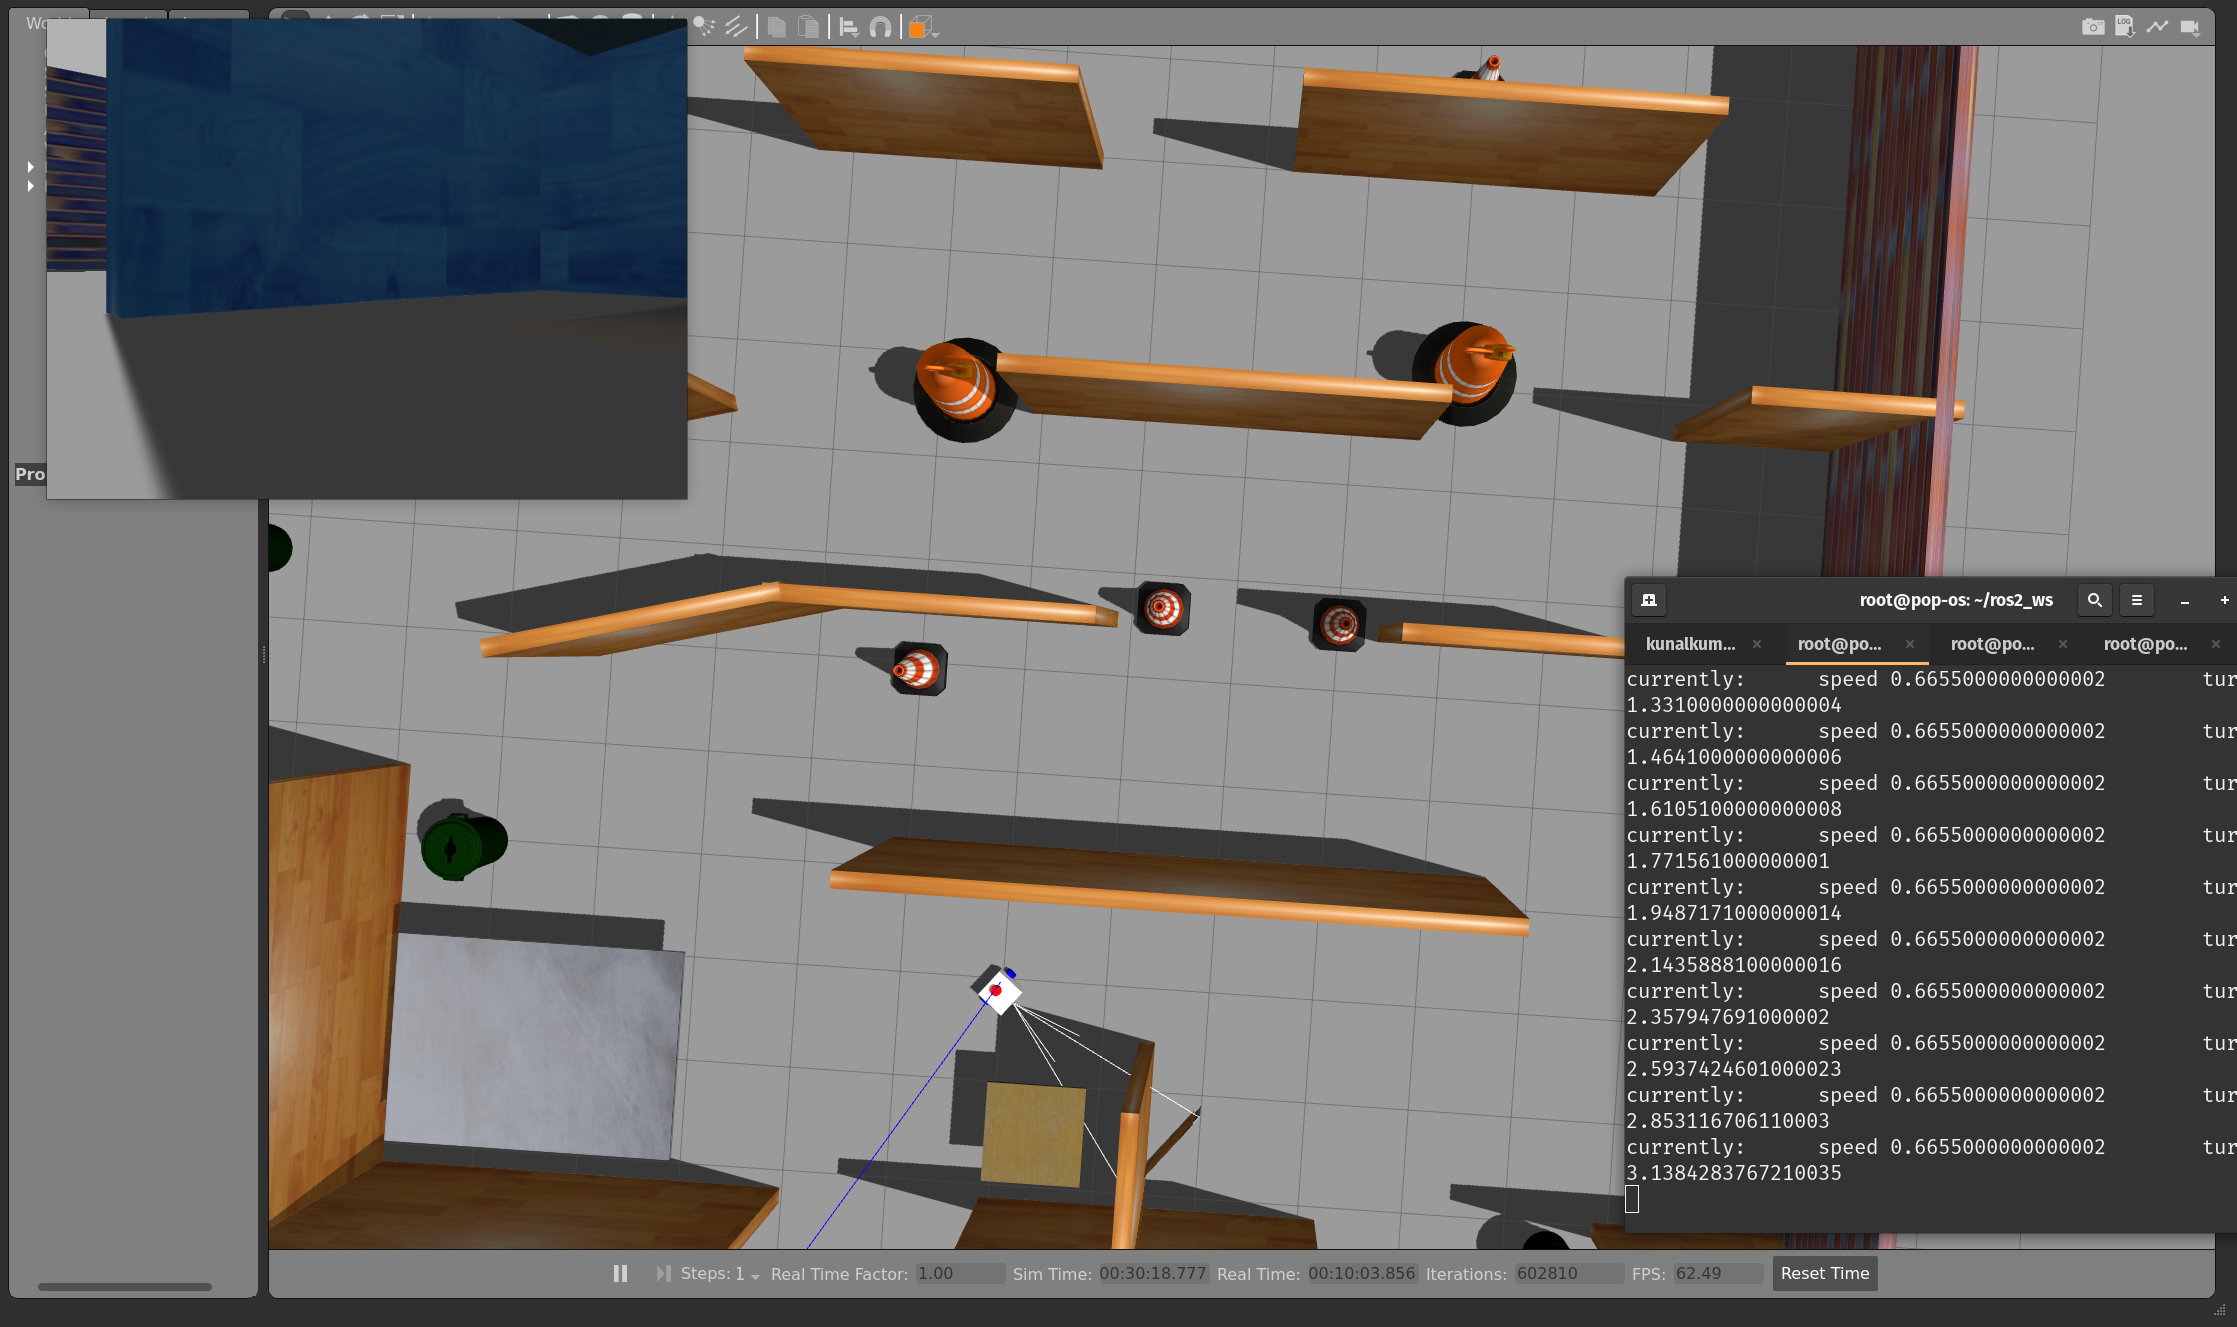 Pro
LOG
root@pop-os: ~/ros2_ws
kunalkum... × root@po... × root@po... × root@po... ×
currently: speed 0.6655000000000002 tur
1.3310000000000004
currently: speed 0.6655000000000002 tur
1.4641000000000006
currently: speed 0.6655000000000002 tur
1.6105100000000008
currently: speed 0.6655000000000002 tur
1.771561000000001
currently: speed 0.6655000000000002 tur
1.9487171000000014
currently: speed 0.6655000000000002 tur
2.1435888100000016
currently: speed 0.6655000000000002 tur
2.357947691000002
currently: speed 0.6655000000000002 tur
2.5937424601000023
currently: speed 0.6655000000000002 tur
2.853116706110003
currently: speed 0.6655000000000002 tur
3.1384283767210035
Steps: 1 Real Time Factor: 1.00 Sim Time: 00:30:18.777 Real Time: 00:10:03.856 Iterations: 602810 FPS: 62.49 Reset Time